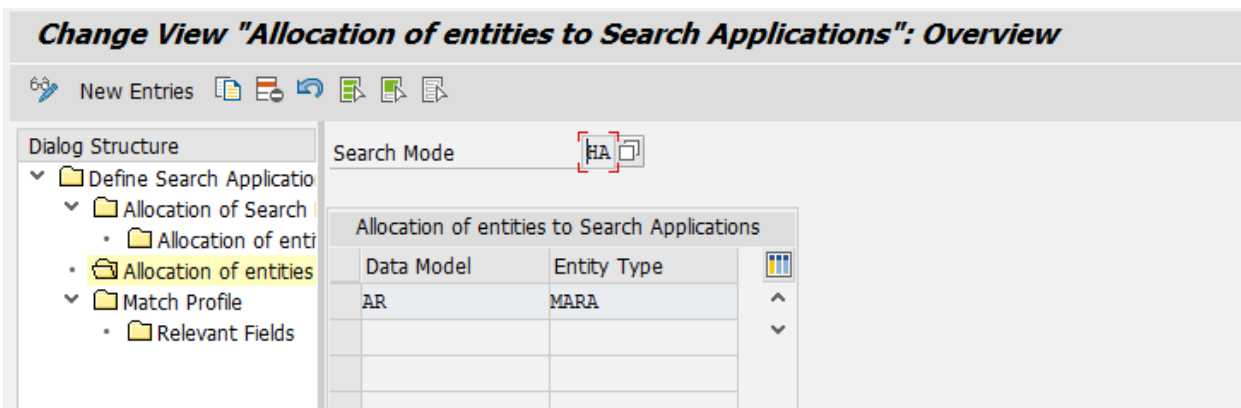 Change View "Allocation of entities to Search Applications": Overview
New Entries
Dialog Structure
Define Search Applicatio
Allocation of Search
Allocation of enti
Allocation of entities
Match Profile
Relevant Fields
Search Mode HA
Allocation of entities to Search Applications
Data Model Entity Type
AR MARA